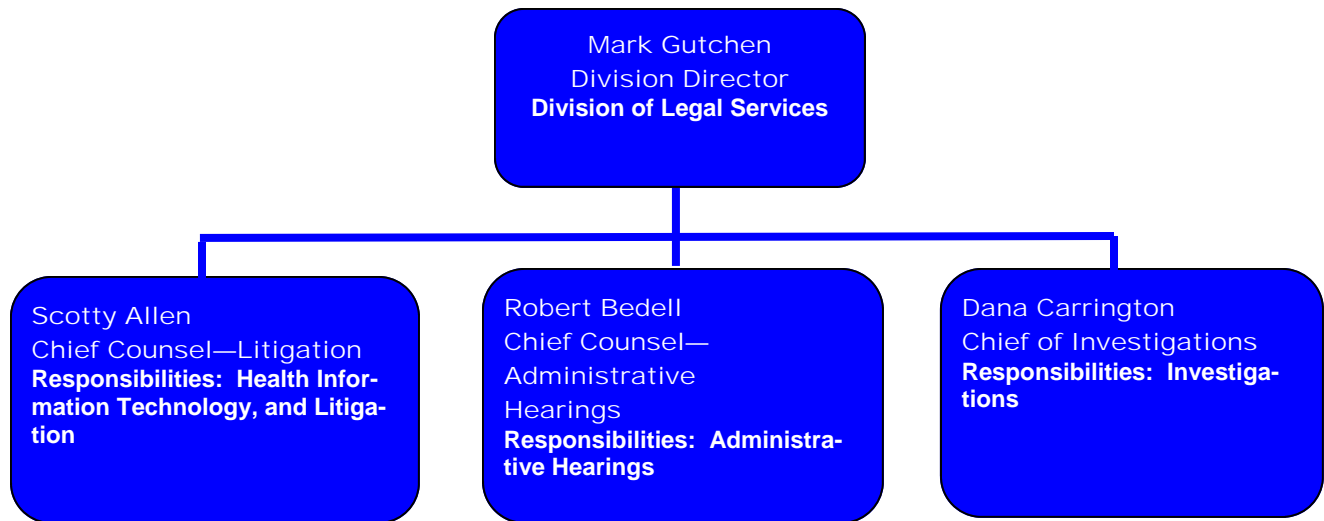 Mark Gutchen
Division Director
Division of Legal Services
Scotty Allen
Chief Counsel—Litigation
Responsibilities:  Health Infor-
mation Technology, and Litiga-
tion
Robert Bedell
Chief Counsel—
Administrative
Hearings
Responsibilities:  Administra-
tive Hearings
Dana Carrington
Chief of Investigations
Responsibilities:  Investiga-
tions